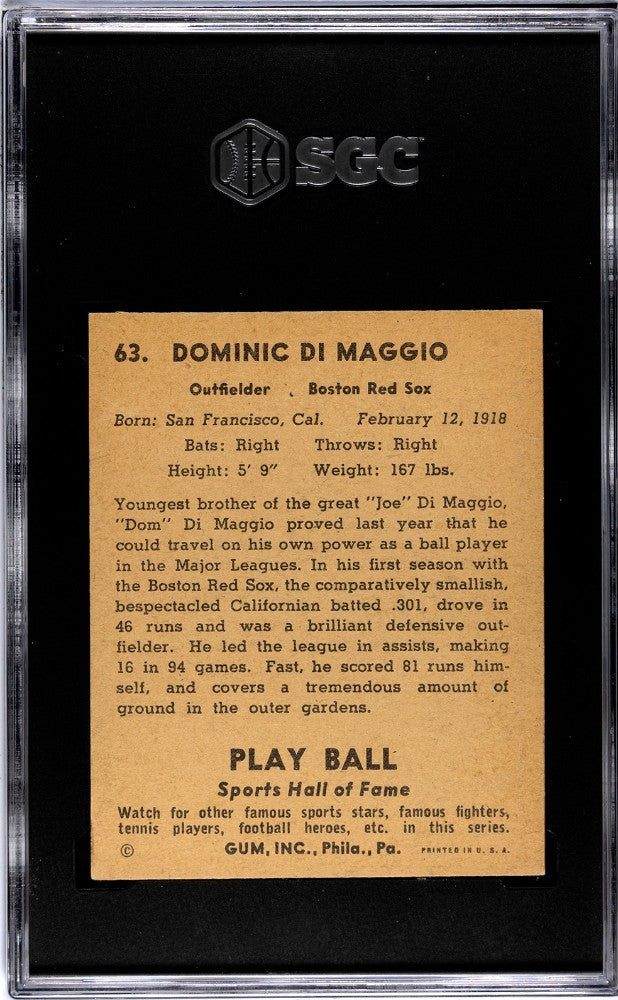 SGC
63. DOMINIC DI MAGGIO
Outfielder Boston Red Sox
Born: San Francisco, Cal. February 12, 1918
Bats: Right Throws: Right
Height: 5' 9" Weight: 167 lbs.
Youngest brother of the great "Joe" Di Maggio,
"Dom" Di Maggio proved last year that he
could travel on his own power as a ball player
in the Major Leagues. In his first season with
the Boston Red Sox, the comparatively smallish,
bespectacled Californian batted .301, drove in
46 runs and was a brilliant defensive out-
fielder. He led the league in assists, making
16 in 94 games. Fast, he scored 81 runs him-
self, and covers a tremendous amount of
ground in the outer gardens.
PLAY BALL
Sports Hall of Fame
Watch for other famous sports stars, famous fighters,
tennis players, football heroes, etc. in this series.
© GUM, INC., Phila., Pa. PRINTED IN U. S. A.